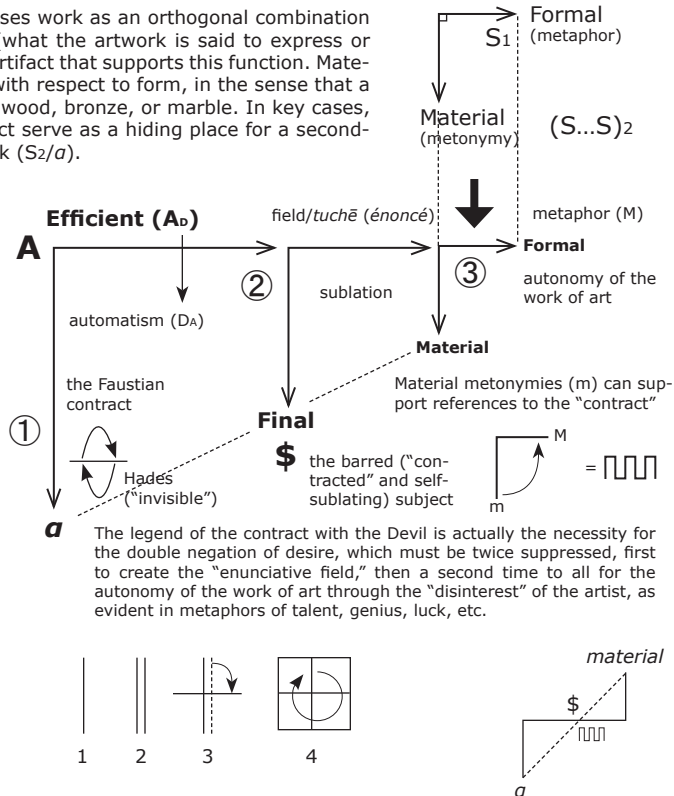 ses work as an orthogonal combination
(what the artwork is said to express or
rtifact that supports this function. Mate-
with respect to form, in the sense that a
wood, bronze, or marble. In key cases,
ct serve as a hiding place for a second-
k (S2/a).
S1
Formal
(metaphor)
Material
(metonymy)
(S...S)2
Efficient (AD)
field/tuchē (énoncé)
metaphor (M)
A
②
③
Formal
sublation
autonomy of the
work of art
automatism (DA)
Material
the Faustian
contract
Material metonymies (m) can sup-
port references to the “contract”
①
Final
$
Hades
(“invisible”)
the barred (“con-
tracted” and self-
sublating) subject
M
=
m
a
The legend of the contract with the Devil is actually the necessity for
the double negation of desire, which must be twice suppressed, first
to create the “enunciative field,” then a second time to all for the
autonomy of the work of art through the “disinterest” of the artist, as
evident in metaphors of talent, genius, luck, etc.
1 2 3 4
material
$
a